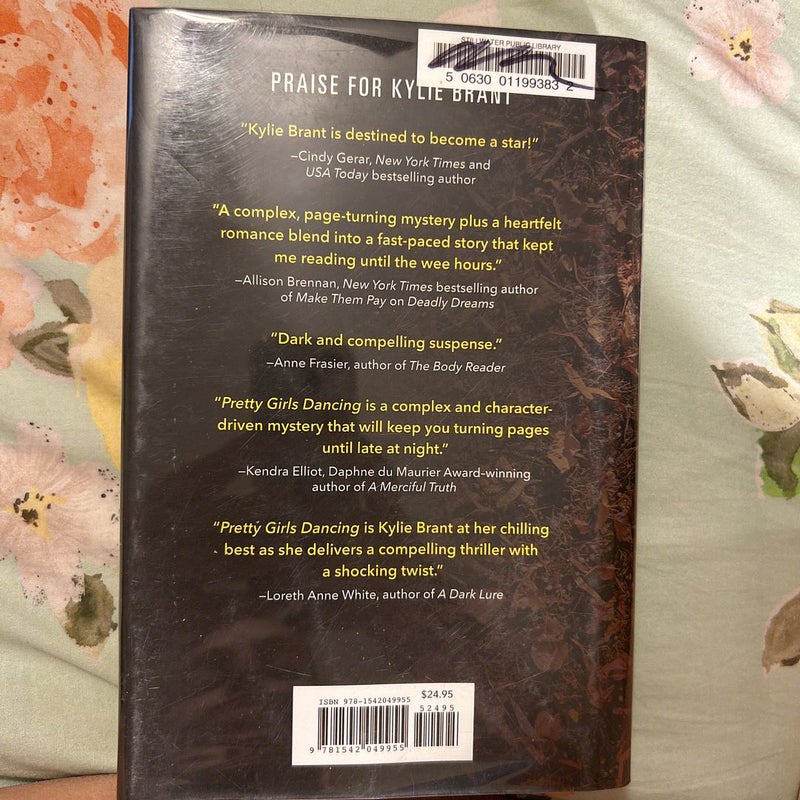 STILLWATER PUBLIC LIBRARY
5 0630 01199383 2
PRAISE FOR KYLIE BRANT
“Kylie Brant is destined to become a star!”
—Cindy Gerar, New York Times and
USA Today bestselling author
“A complex, page-turning mystery plus a heartfelt
romance blend into a fast-paced story that kept
me reading until the wee hours.”
—Allison Brennan, New York Times bestselling author
of Make Them Pay on Deadly Dreams
“Dark and compelling suspense.”
—Anne Frasier, author of The Body Reader
“Pretty Girls Dancing is a complex and character-
driven mystery that will keep you turning pages
until late at night.”
—Kendra Elliot, Daphne du Maurier Award–winning
author of A Merciful Truth
“Pretty Girls Dancing is Kylie Brant at her chilling
best as she delivers a compelling thriller with
a shocking twist.”
—Loreth Anne White, author of A Dark Lure
ISBN 978-1542049955
$24.95
52495
9 781542 049955